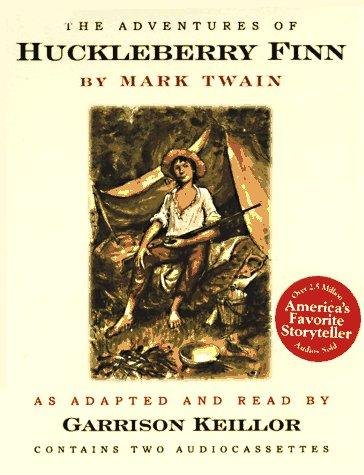 THE ADVENTURES OF
HUCKLEBERRY FINN
BY MARK TWAIN
Over 2.5 Million
America's
Favorite
Storyteller
Audios Sold
AS ADAPTED AND READ BY
GARRISON KEILLOR
CONTAINS TWO AUDIOCASSETTES